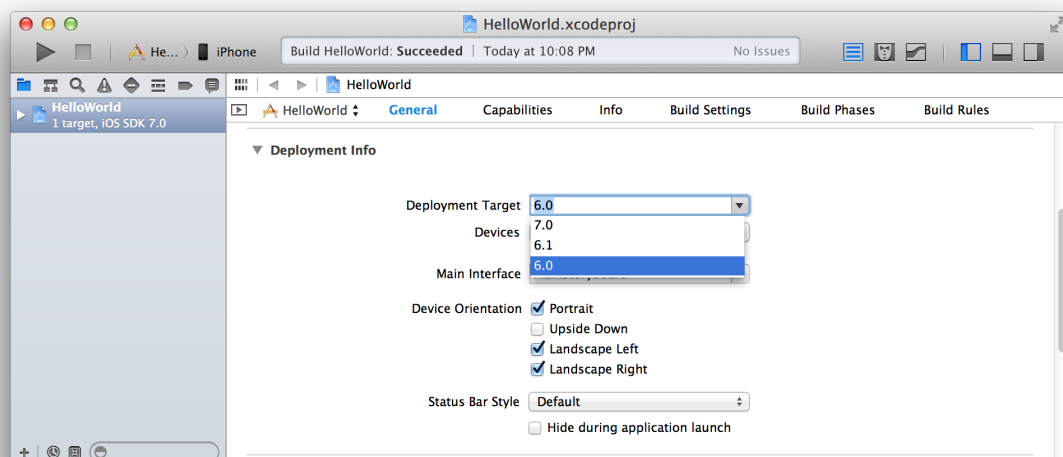 HelloWorld.xcodeproj
He... iPhone
Build HelloWorld: Succeeded | Today at 10:08 PM No Issues
HelloWorld
HelloWorld
1 target, iOS SDK 7.0
HelloWorld General Capabilities Info Build Settings Build Phases Build Rules
Deployment Info
Deployment Target 6.0
7.0
Devices
6.1
6.0
Main Interface
Device Orientation Portrait
Upside Down
Landscape Left
Landscape Right
Status Bar Style Default
Hide during application launch